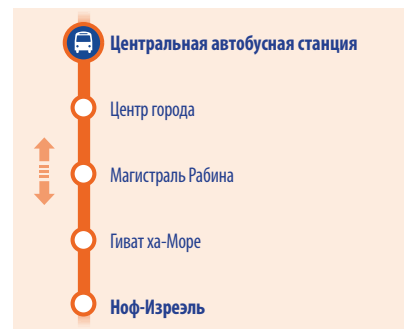 Центральная автобусная станция
Центр города
Магистраль Рабина
Гиват ха-Море
Ноф-Изреэль